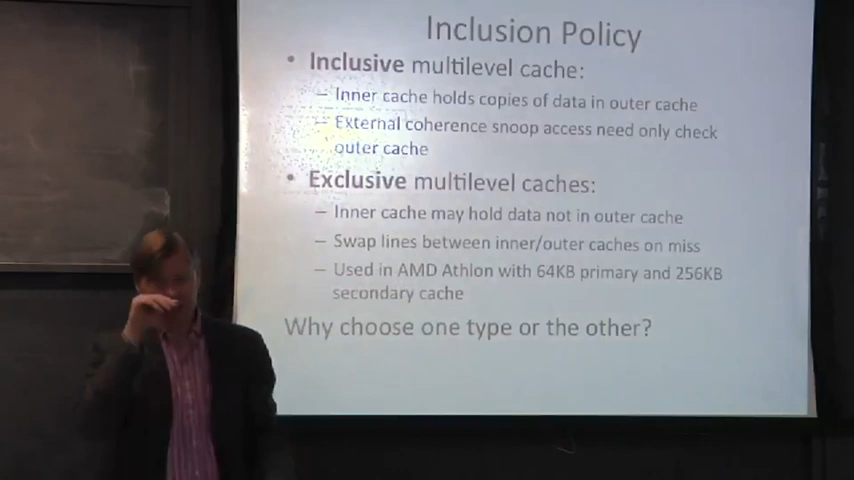 Inclusion Policy
• Inclusive multilevel cache:
– Inner cache holds copies of data in outer cache
– External coherence snoop access need only check
outer cache
• Exclusive multilevel caches:
– Inner cache may hold data not in outer cache
– Swap lines between inner/outer caches on miss
– Used in AMD Athlon with 64KB primary and 256KB
secondary cache
Why choose one type or the other?